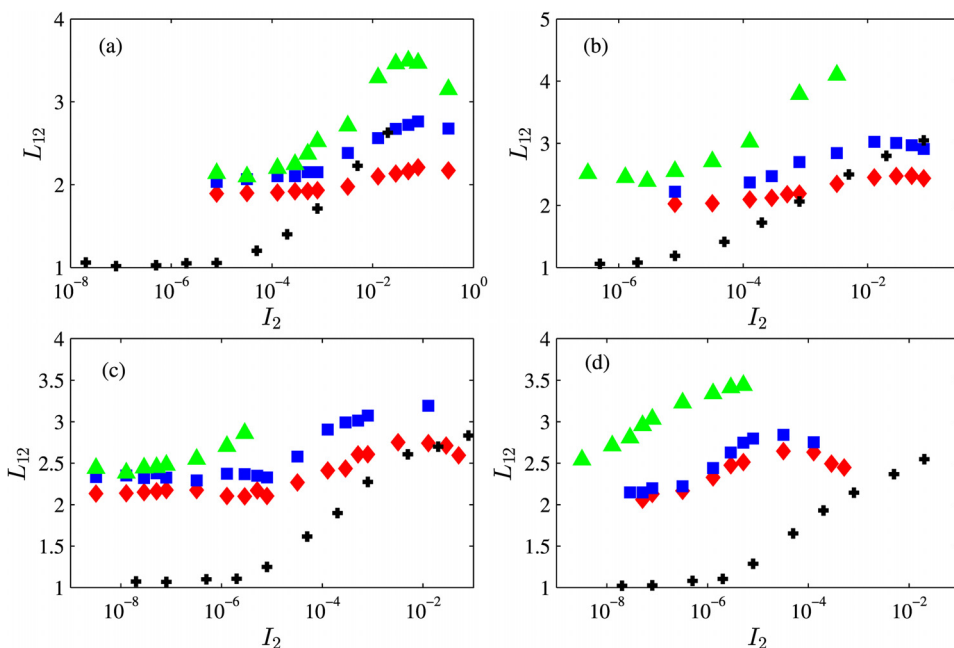 (a)
4
3
2
1
L₁₂
10⁻⁸ 10⁻⁶ 10⁻⁴ 10⁻² 10⁰
I₂
(b)
5
4
3
2
1
L₁₂
10⁻⁶ 10⁻⁴ 10⁻²
I₂
(c)
4
3.5
3
2.5
2
1.5
1
L₁₂
10⁻⁸ 10⁻⁶ 10⁻⁴ 10⁻²
I₂
(d)
4
3.5
3
2.5
2
1.5
1
L₁₂
10⁻⁸ 10⁻⁶ 10⁻⁴ 10⁻²
I₂